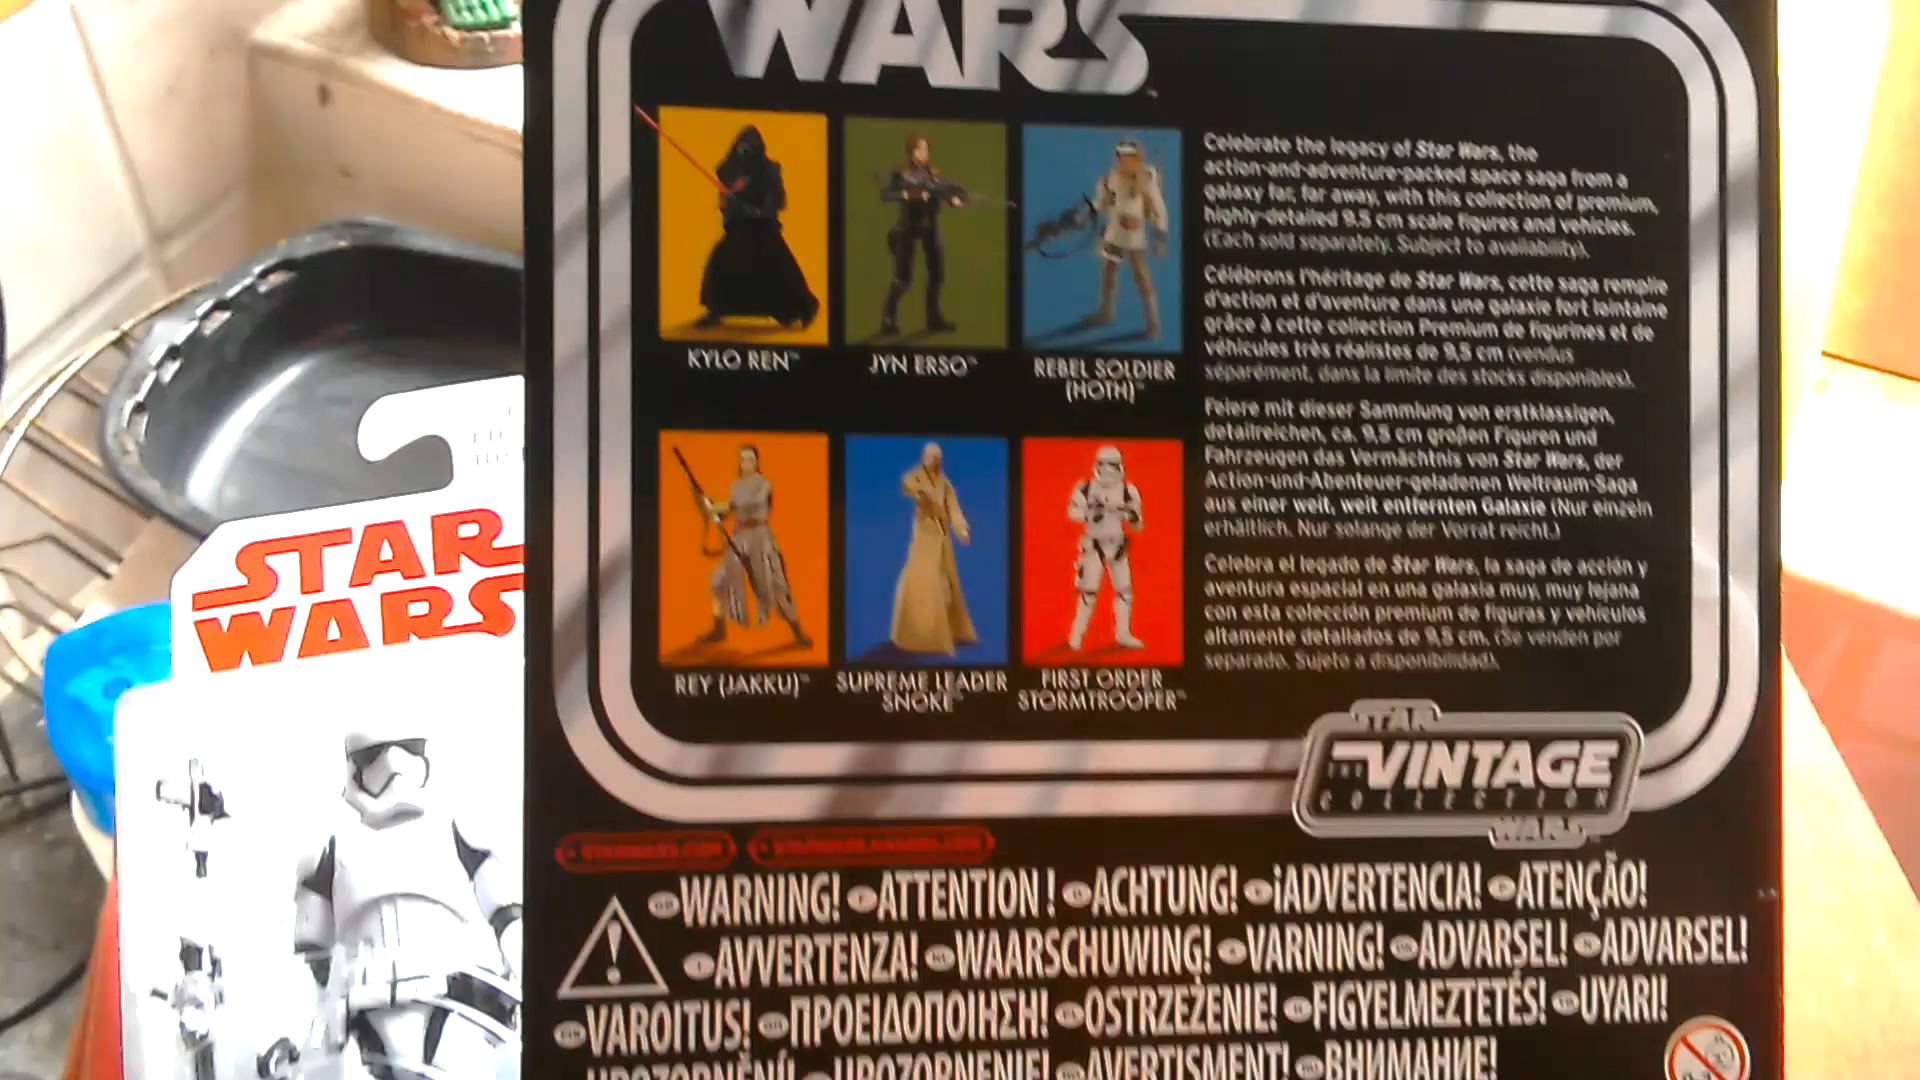 WARS
KYLO REN™
JYN ERSO™
REBEL SOLDIER
(HOTH)™
REY (JAKKU)™
SUPREME LEADER
SNOKE™
FIRST ORDER
STORMTROOPER™
Celebrate the legacy of Star Wars, the
action-and-adventure-packed space saga from a
galaxy far, far away, with this collection of premium,
highly-detailed 9.5 cm scale figures and vehicles.
(Each sold separately. Subject to availability).
Célébrons l'héritage de Star Wars, cette saga remplie
d'action et d'aventure dans une galaxie fort lointaine
grâce à cette collection Premium de figurines et de
véhicules très réalistes de 9,5 cm (vendus
séparément, dans la limite des stocks disponibles).
Feiere mit dieser Sammlung von erstklassigen,
detailreichen, ca. 9,5 cm großen Figuren und
Fahrzeugen das Vermächtnis von Star Wars, der
Action-und-Abenteuer-geladenen Weltraum-Saga
aus einer weit, weit entfernten Galaxie (Nur einzeln
erhältlich. Nur solange der Vorrat reicht.)
Celebra el legado de Star Wars, la saga de acción y
aventura espacial en una galaxia muy, muy lejana
con esta colección premium de figuras y vehículos
altamente detallados de 9,5 cm. (Se venden por
separado. Sujeto a disponibilidad).
STAR
THE VINTAGE
COLLECTION
WARS
STARWARS.COM STARWARS.HASBRO.COM
WARNING! ATTENTION ! ACHTUNG! ¡ADVERTENCIA! ATENÇÃO!
AVVERTENZA! WAARSCHUWING! VARNING! ADVARSEL! ADVARSEL!
VAROITUS! ΠΡΟΕΙΔΟΠΟΙΗΣΗ! OSTRZEŻENIE! FIGYELMEZTETÉS! UYARI!
UPOZORNĚNÍ! UPOZORNENIE! AVERTISMENT! ВНИМАНИЕ!
STAR
WARS